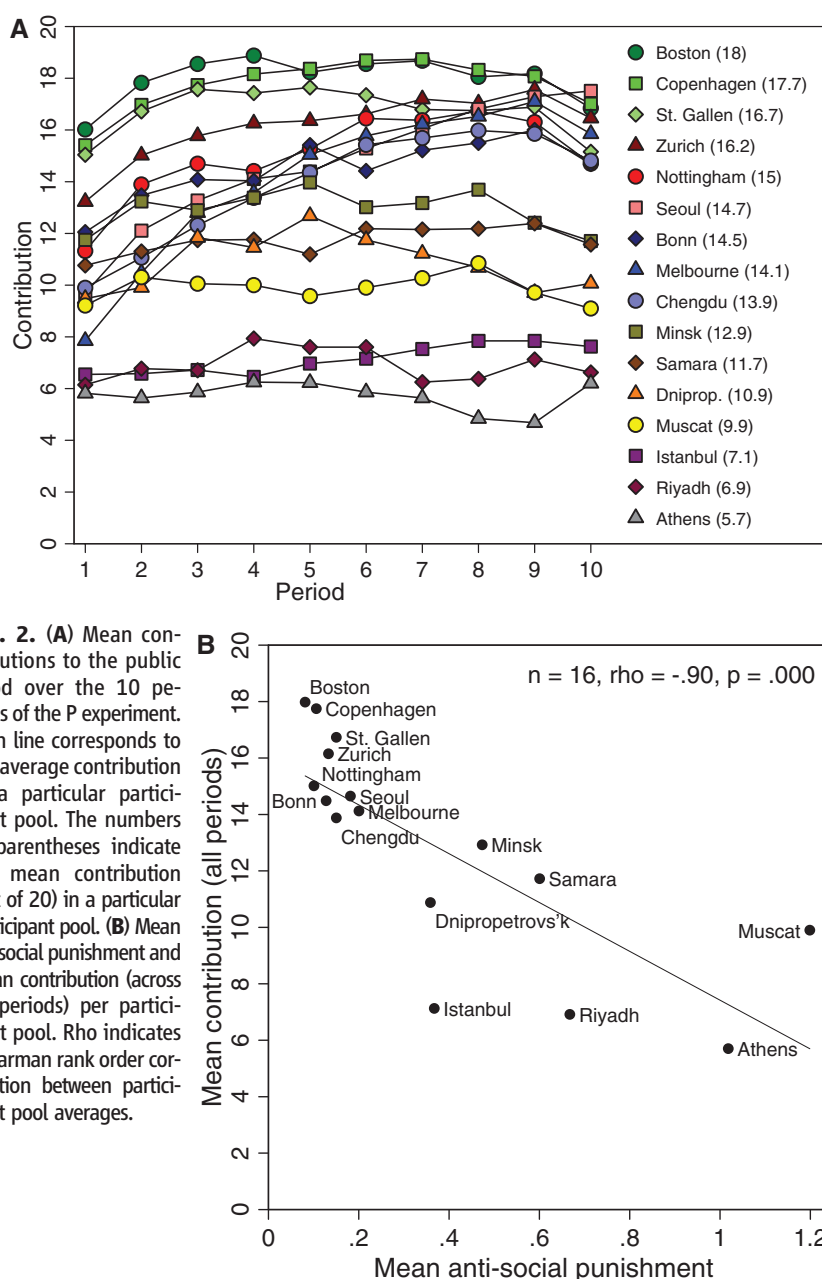 A
20
18
16
14
12
10
8
6
4
2
0
Contribution
1 2 3 4 5 6 7 8 9 10
Period
Boston (18)
Copenhagen (17.7)
St. Gallen (16.7)
Zurich (16.2)
Nottingham (15)
Seoul (14.7)
Bonn (14.5)
Melbourne (14.1)
Chengdu (13.9)
Minsk (12.9)
Samara (11.7)
Dniprop. (10.9)
Muscat (9.9)
Istanbul (7.1)
Riyadh (6.9)
Athens (5.7)
. 2. (A) Mean con-
utions to the public
d over the 10 pe-
s of the P experiment.
n line corresponds to
average contribution
a particular partici-
t pool. The numbers
parentheses indicate
mean contribution
t of 20) in a particular
ticipant pool. (B) Mean
social punishment and
an contribution (across
periods) per partici-
t pool. Rho indicates
arman rank order cor-
tion between partici-
t pool averages.
B
20
18
16
14
12
10
8
6
4
2
0
Mean contribution (all periods)
n = 16, rho = -.90, p = .000
Boston
Copenhagen
St. Gallen
Zurich
Nottingham
Bonn
Seoul
Melbourne
Chengdu
Minsk
Samara
Dnipropetrovs'k
Muscat
Istanbul
Riyadh
Athens
0 .2 .4 .6 .8 1 1.2
Mean anti-social punishment